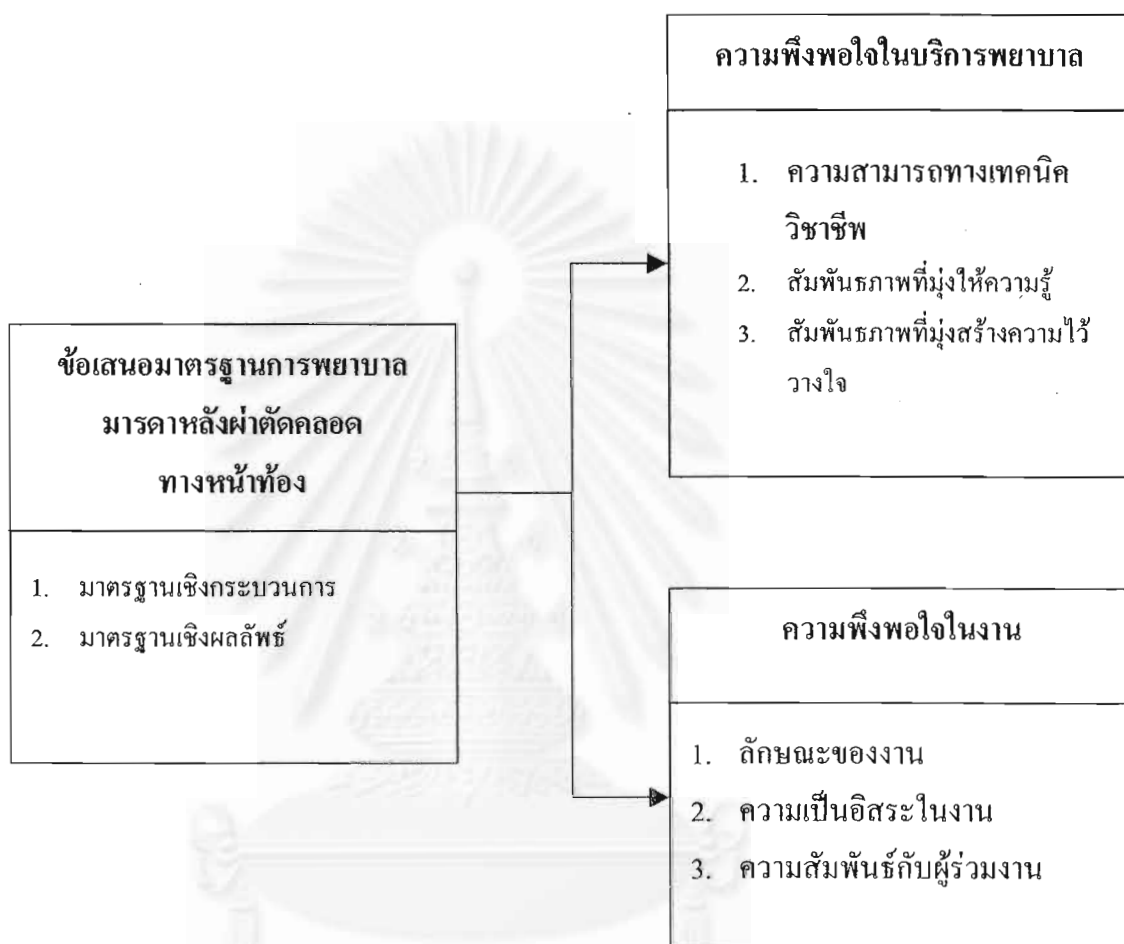 ความพึงพอใจในบริการพยาบาล
1. ความสามารถทางเทคนิค
วิชาชีพ
2. สัมพันธภาพที่มุ่งให้ความรู้
3. สัมพันธภาพที่มุ่งสร้างความไว้
วางใจ
ข้อเสนอมาตรฐานการพยาบาล
มารดาหลังผ่าตัดคลอด
ทางหน้าท้อง
1. มาตรฐานเชิงกระบวนการ
2. มาตรฐานเชิงผลลัพธ์
ความพึงพอใจในงาน
1. ลักษณะของงาน
2. ความเป็นอิสระในงาน
3. ความสัมพันธ์กับผู้ร่วมงาน